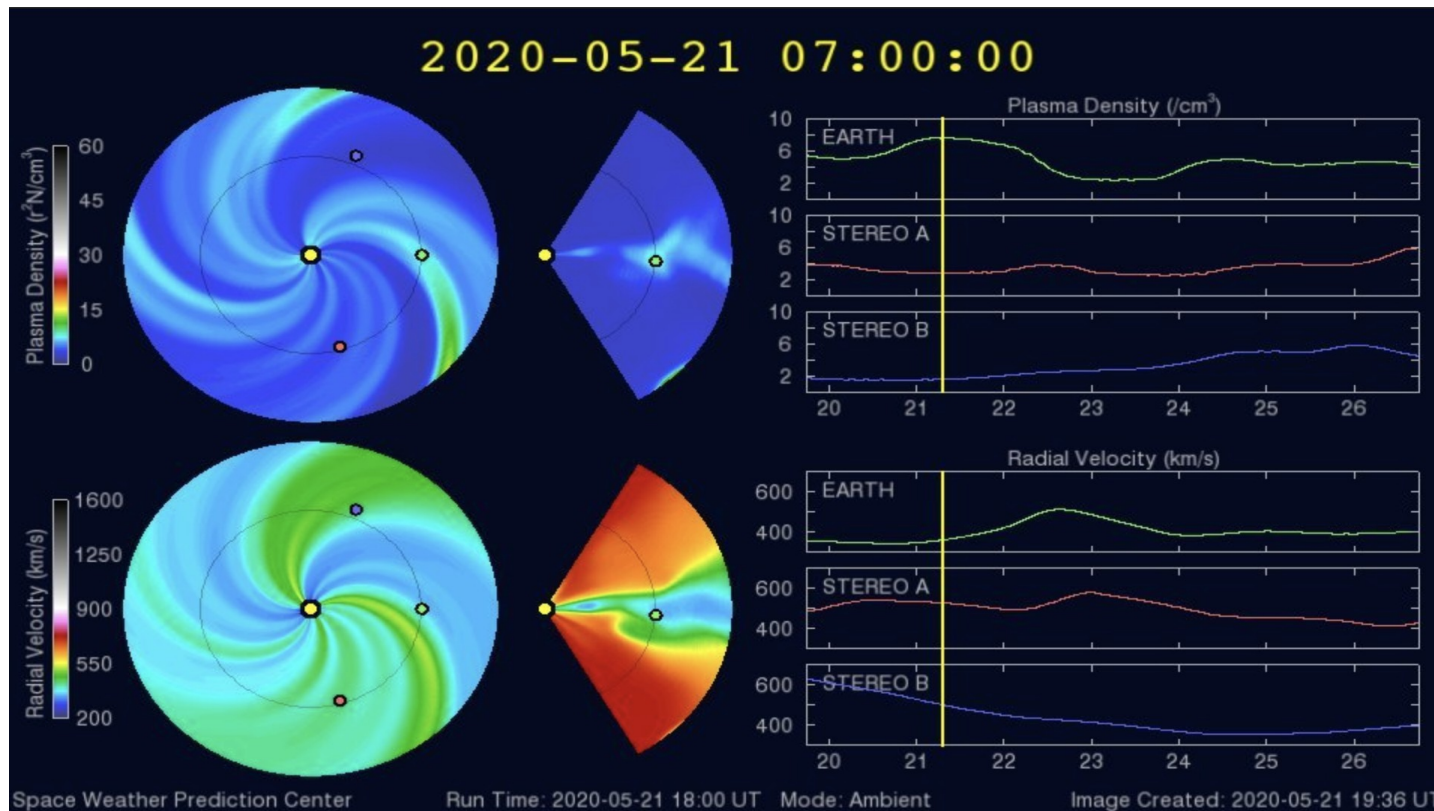 2020-05-21 07:00:00
Plasma Density (r²N/cm³)
60
45
30
15
0
Plasma Density (/cm³)
10
6
2
EARTH
10
6
2
STEREO A
10
6
2
STEREO B
20 21 22 23 24 25 26
Radial Velocity (km/s)
1600
1250
900
550
200
Radial Velocity (km/s)
600
400
EARTH
600
400
STEREO A
600
400
STEREO B
20 21 22 23 24 25 26
Space Weather Prediction Center Run Time: 2020-05-21 18:00 UT Mode: Ambient Image Created: 2020-05-21 19:36 UT